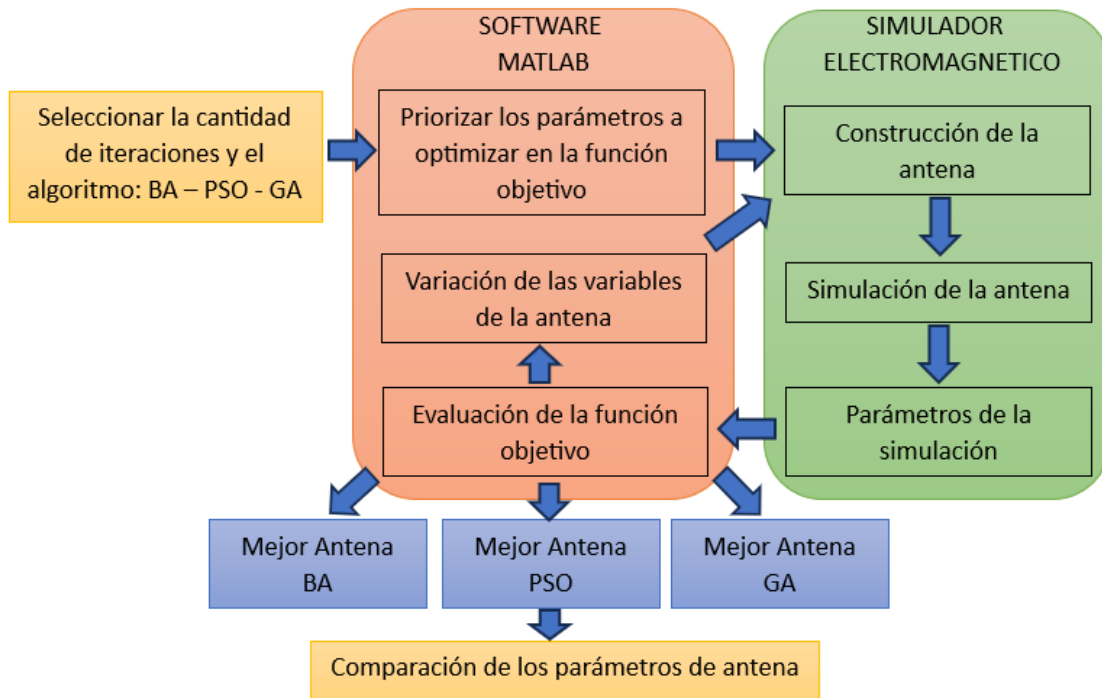 SOFTWARE
MATLAB
SIMULADOR
ELECTROMAGNETICO
Seleccionar la cantidad
de iteraciones y el
algoritmo: BA – PSO - GA
Priorizar los parámetros a
optimizar en la función
objetivo
Construcción de la
antena
Variación de las variables
de la antena
Simulación de la antena
Evaluación de la función
objetivo
Parámetros de la
simulación
Mejor Antena
BA
Mejor Antena
PSO
Mejor Antena
GA
Comparación de los parámetros de antena